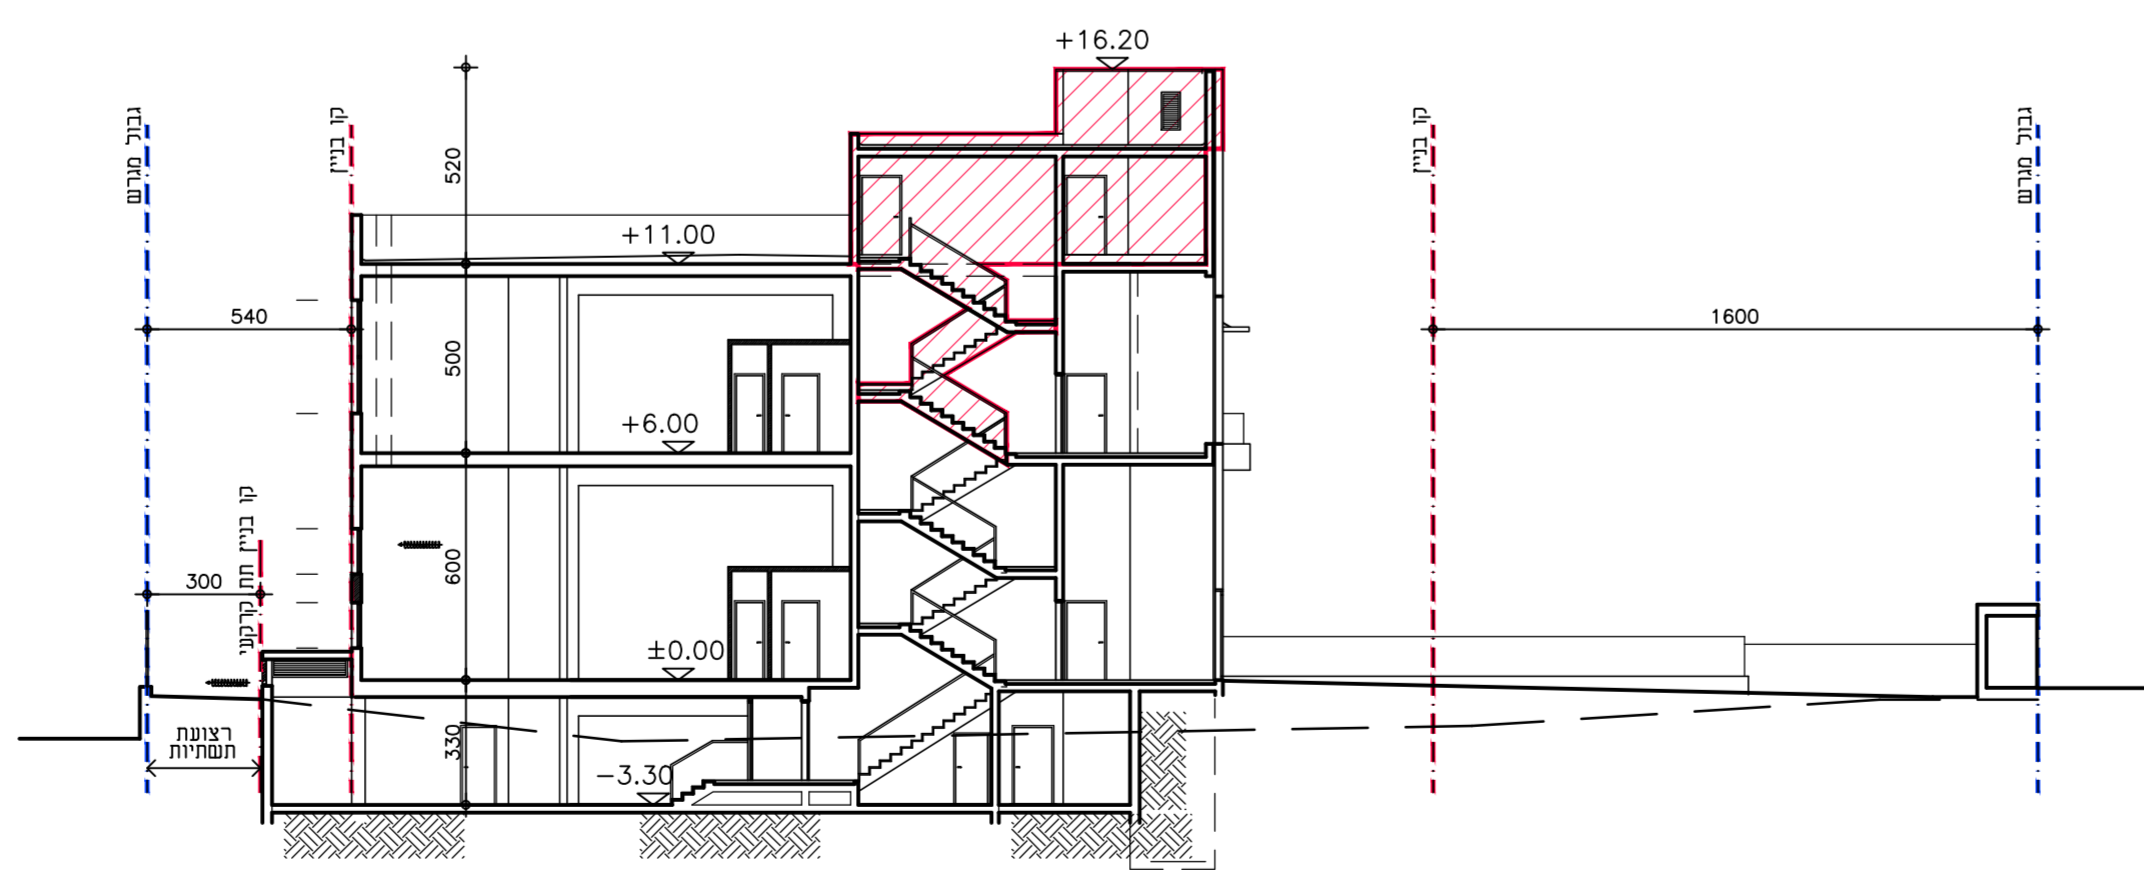 +16.20
גבול מגרש
קו בניין
520
קו בניין
גבול מגרש
+11.00
540
1600
500
+6.00
קו בניין תת קרקעי
300
600
±0.00
רצועת
תשתיות
330
-3.30